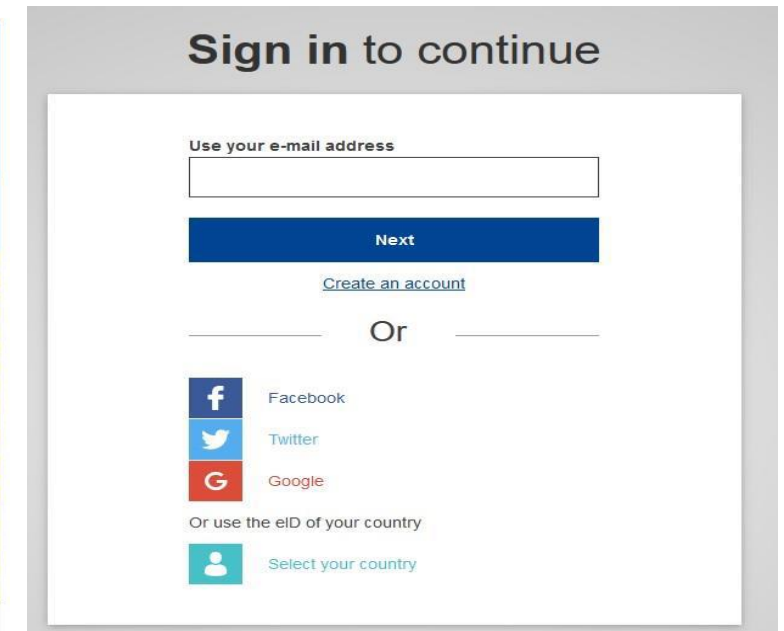 Sign in to continue
Use your e-mail address
Next
Create an account
Or
Facebook
Twitter
Google
Or use the eID of your country
Select your country